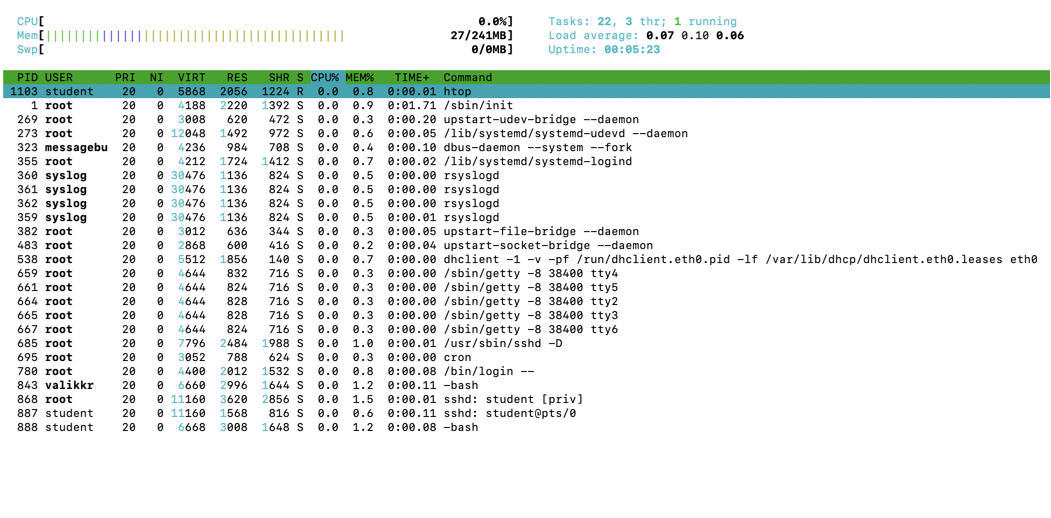 CPU[ 0.0%] Tasks: 22, 3 thr; 1 running
Mem[|||||||||||||||||||||||||||||||||||||||||||| 27/241MB] Load average: 0.07 0.10 0.06
Swp[ 0/0MB] Uptime: 00:05:23
PID USER PRI NI VIRT RES SHR S CPU% MEM% TIME+ Command
1103 student 20 0 5868 2056 1224 R 0.0 0.8 0:00.01 htop
1 root 20 0 4188 2220 1392 S 0.0 0.9 0:01.71 /sbin/init
269 root 20 0 3008 620 472 S 0.0 0.3 0:00.20 upstart-udev-bridge --daemon
273 root 20 0 12048 1492 972 S 0.0 0.6 0:00.05 /lib/systemd/systemd-udevd --daemon
323 messagebu 20 0 4236 984 708 S 0.0 0.4 0:00.10 dbus-daemon --system --fork
355 root 20 0 4212 1724 1412 S 0.0 0.7 0:00.02 /lib/systemd/systemd-logind
360 syslog 20 0 30476 1136 824 S 0.0 0.5 0:00.00 rsyslogd
361 syslog 20 0 30476 1136 824 S 0.0 0.5 0:00.00 rsyslogd
362 syslog 20 0 30476 1136 824 S 0.0 0.5 0:00.00 rsyslogd
359 syslog 20 0 30476 1136 824 S 0.0 0.5 0:00.01 rsyslogd
382 root 20 0 3012 636 344 S 0.0 0.3 0:00.05 upstart-file-bridge --daemon
483 root 20 0 2868 600 416 S 0.0 0.2 0:00.04 upstart-socket-bridge --daemon
538 root 20 0 5512 1856 140 S 0.0 0.7 0:00.00 dhclient -1 -v -pf /run/dhclient.eth0.pid -lf /var/lib/dhcp/dhclient.eth0.leases eth0
659 root 20 0 4644 832 716 S 0.0 0.3 0:00.00 /sbin/getty -8 38400 tty4
661 root 20 0 4644 824 716 S 0.0 0.3 0:00.00 /sbin/getty -8 38400 tty5
664 root 20 0 4644 828 716 S 0.0 0.3 0:00.00 /sbin/getty -8 38400 tty2
665 root 20 0 4644 828 716 S 0.0 0.3 0:00.00 /sbin/getty -8 38400 tty3
667 root 20 0 4644 824 716 S 0.0 0.3 0:00.00 /sbin/getty -8 38400 tty6
685 root 20 0 7796 2484 1988 S 0.0 1.0 0:00.01 /usr/sbin/sshd -D
695 root 20 0 3052 788 624 S 0.0 0.3 0:00.00 cron
780 root 20 0 4400 2012 1532 S 0.0 0.8 0:00.08 /bin/login --
843 valikkr 20 0 6660 2996 1644 S 0.0 1.2 0:00.11 -bash
868 root 20 0 11160 3620 2856 S 0.0 1.5 0:00.01 sshd: student [priv]
887 student 20 0 11160 1568 816 S 0.0 0.6 0:00.11 sshd: student@pts/0
888 student 20 0 6668 3008 1648 S 0.0 1.2 0:00.08 -bash